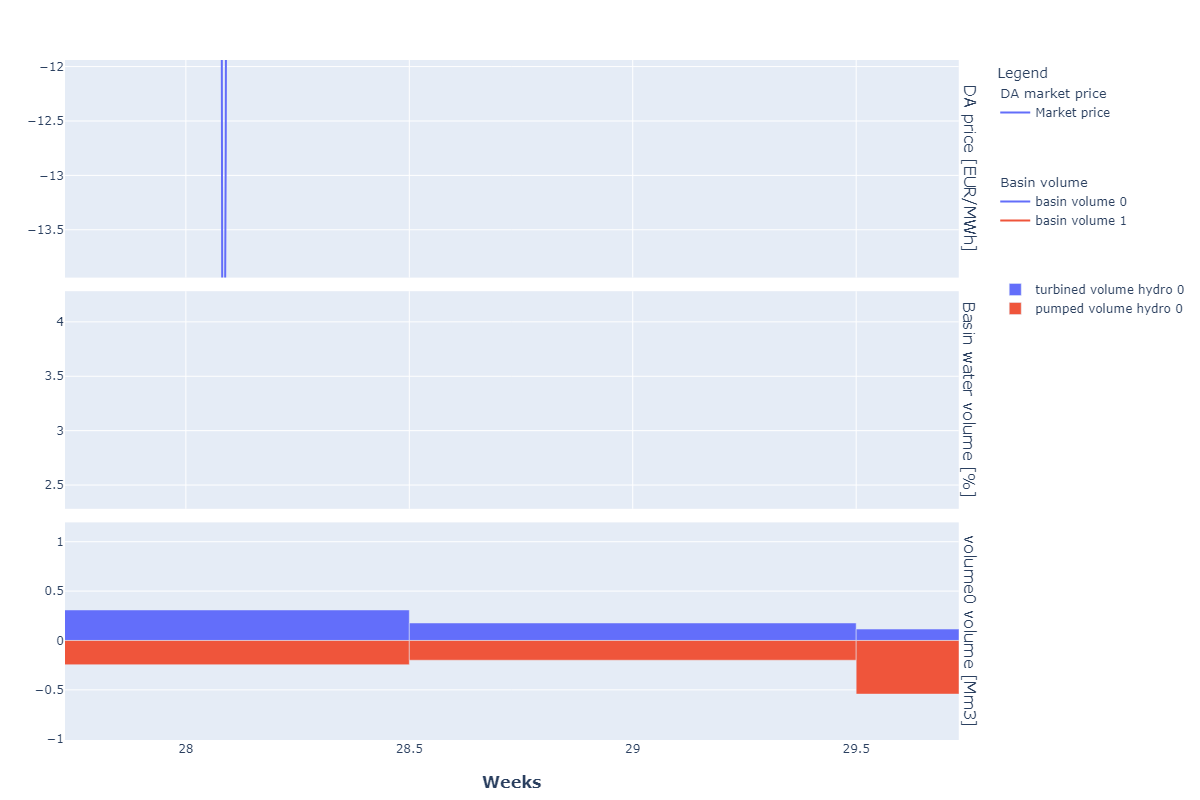 −12
−12.5
−13
−13.5
DA price [EUR/MWh]
4
3.5
3
2.5
Basin water volume [%]
1
0.5
0
−0.5
−1
volume0 volume [Mm3]
28
28.5
29
29.5
Weeks
Legend
DA market price
Market price
Basin volume
basin volume 0
basin volume 1
turbined volume hydro 0
pumped volume hydro 0